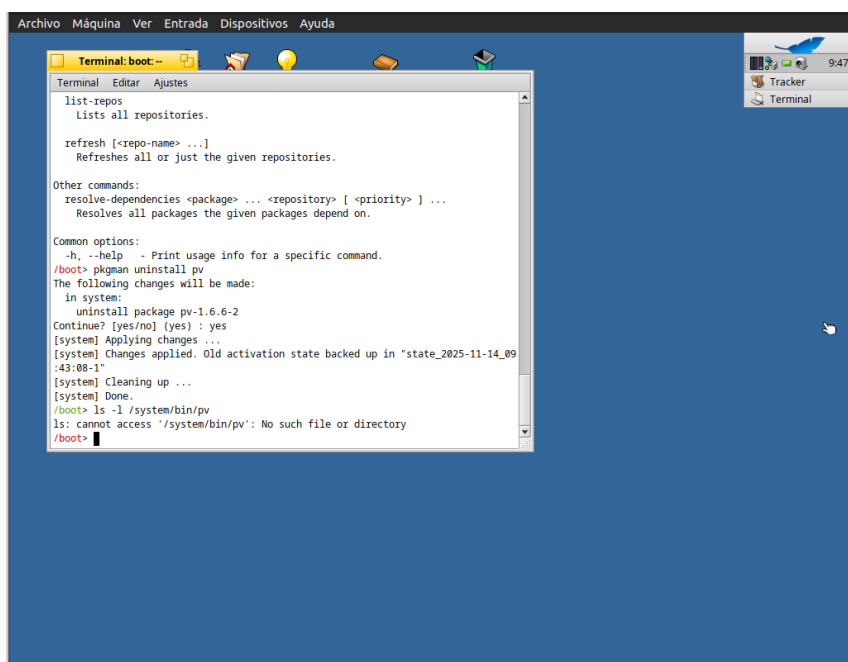 Archivo Máquina Ver Entrada Dispositivos Ayuda
Terminal: boot: --
9:47
Tracker
Terminal
Terminal Editar Ajustes
list-repos
Lists all repositories.
refresh [<repo-name> ...]
Refreshes all or just the given repositories.
Other commands:
resolve-dependencies <package> ... <repository> [ <priority> ] ...
Resolves all packages the given packages depend on.
Common options:
-h, --help - Print usage info for a specific command.
/boot> pkgman uninstall pv
The following changes will be made:
in system:
uninstall package pv-1.6.6-2
Continue? [yes/no] (yes) : yes
[system] Applying changes ...
[system] Changes applied. Old activation state backed up in "state_2025-11-14_09
:43:08-1"
[system] Cleaning up ...
[system] Done.
/boot> ls -l /system/bin/pv
ls: cannot access '/system/bin/pv': No such file or directory
/boot>